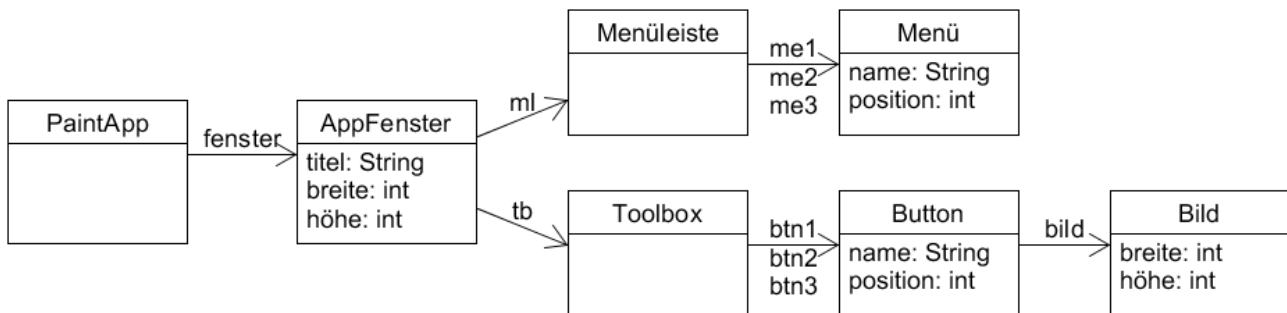 PaintApp
fenster
AppFenster
titel: String
breite: int
höhe: int
ml
Menüleiste
me1
me2
me3
Menü
name: String
position: int
tb
Toolbox
btn1
btn2
btn3
Button
name: String
position: int
bild
Bild
breite: int
höhe: int